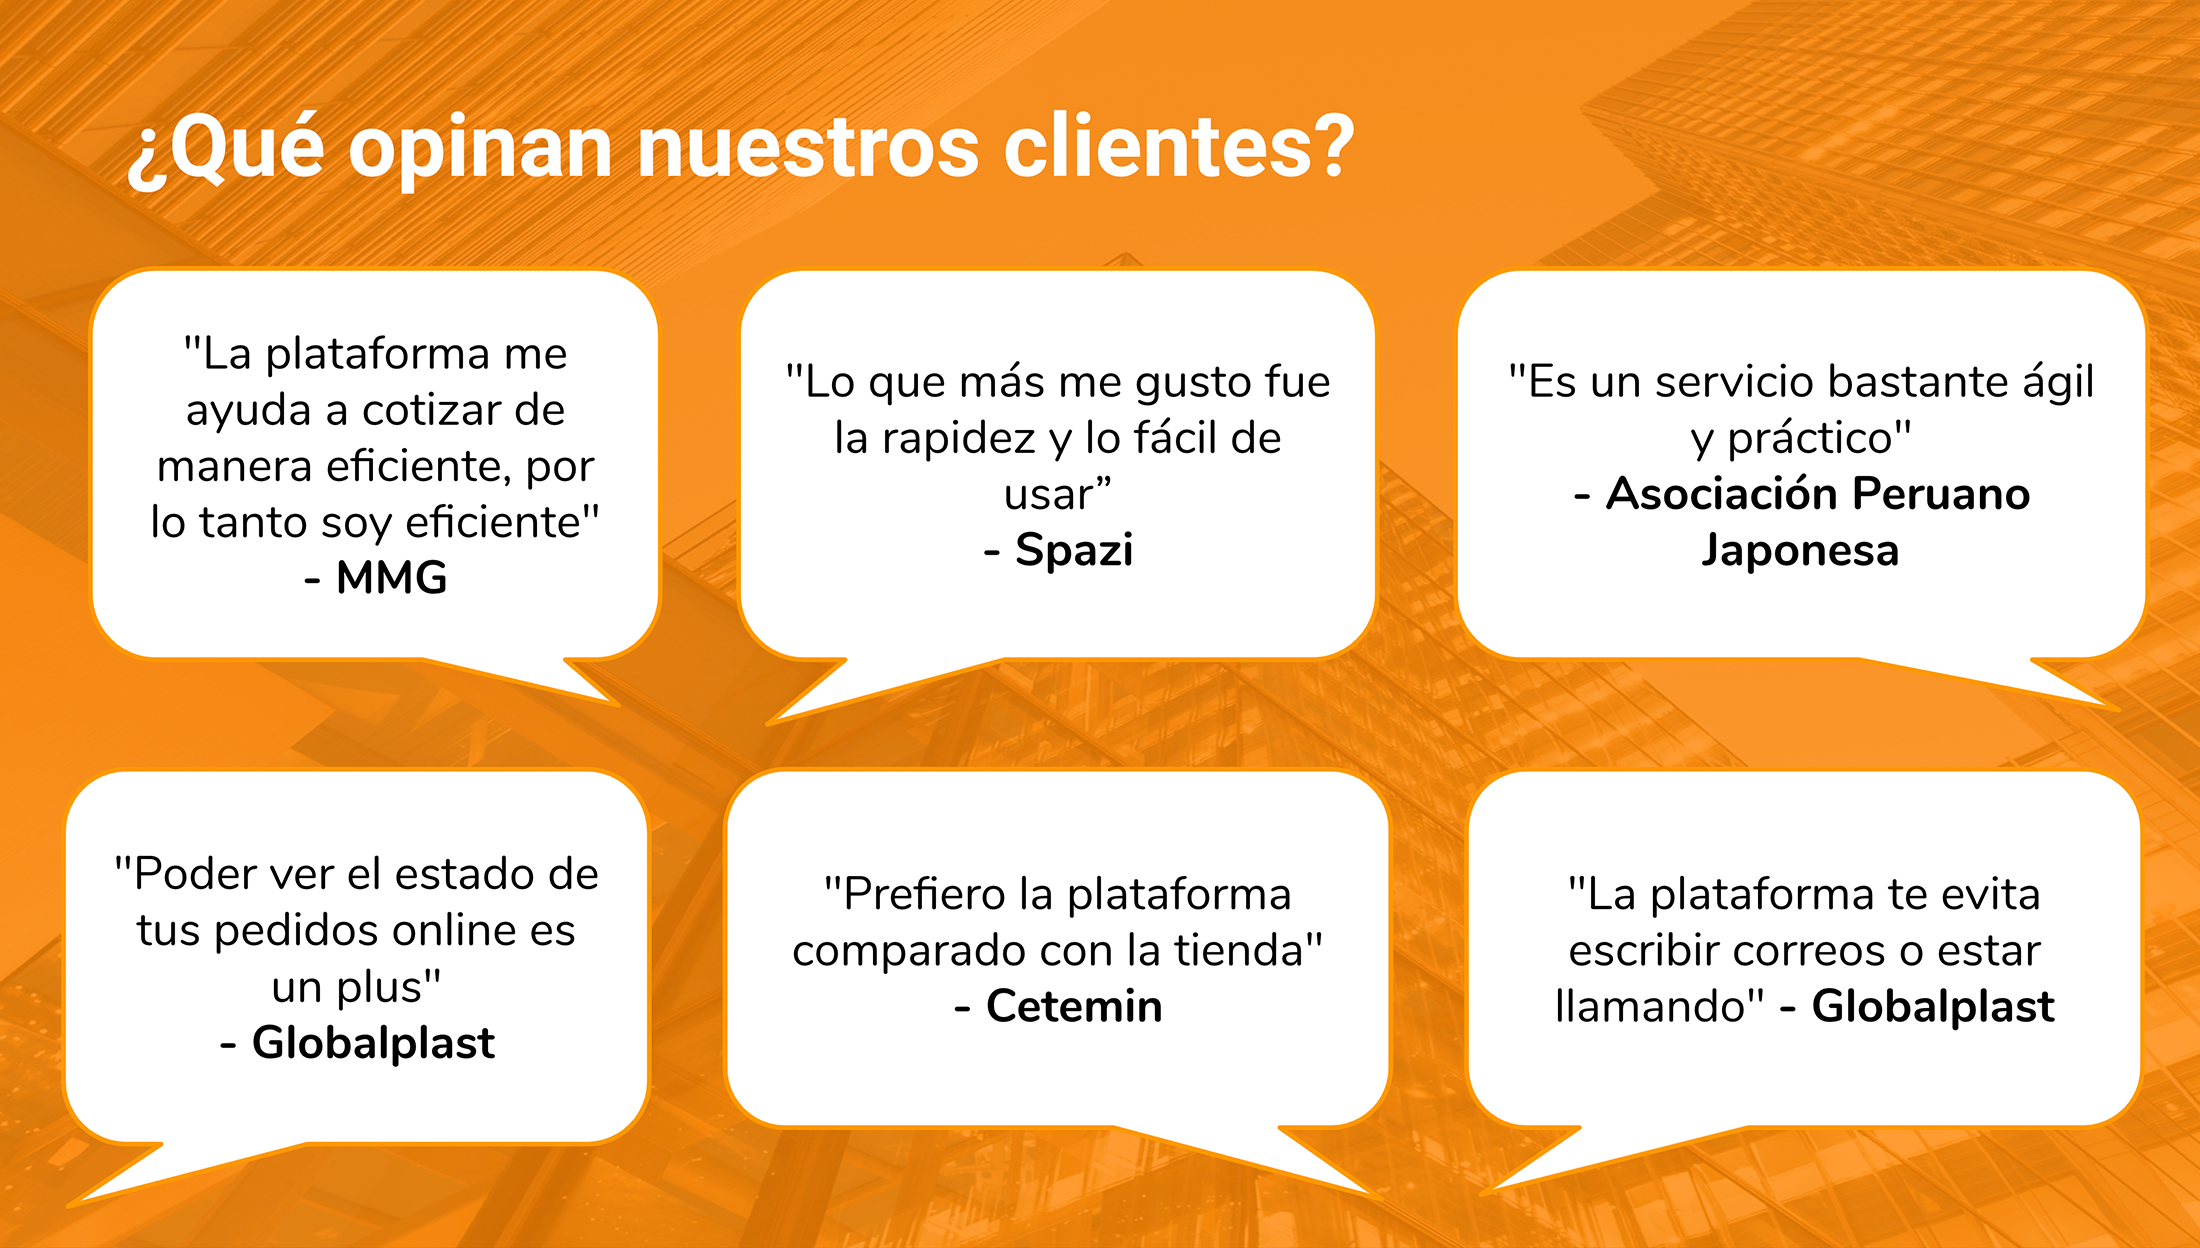 ¿Qué opinan nuestros clientes?
"La plataforma me
ayuda a cotizar de
manera eficiente, por
lo tanto soy eficiente"
- MMG
"Lo que más me gusto fue
la rapidez y lo fácil de
usar”
- Spazi
"Es un servicio bastante ágil
y práctico"
- Asociación Peruano
Japonesa
"Poder ver el estado de
tus pedidos online es
un plus"
- Globalplast
"Prefiero la plataforma
comparado con la tienda"
- Cetemin
"La plataforma te evita
escribir correos o estar
llamando" - Globalplast